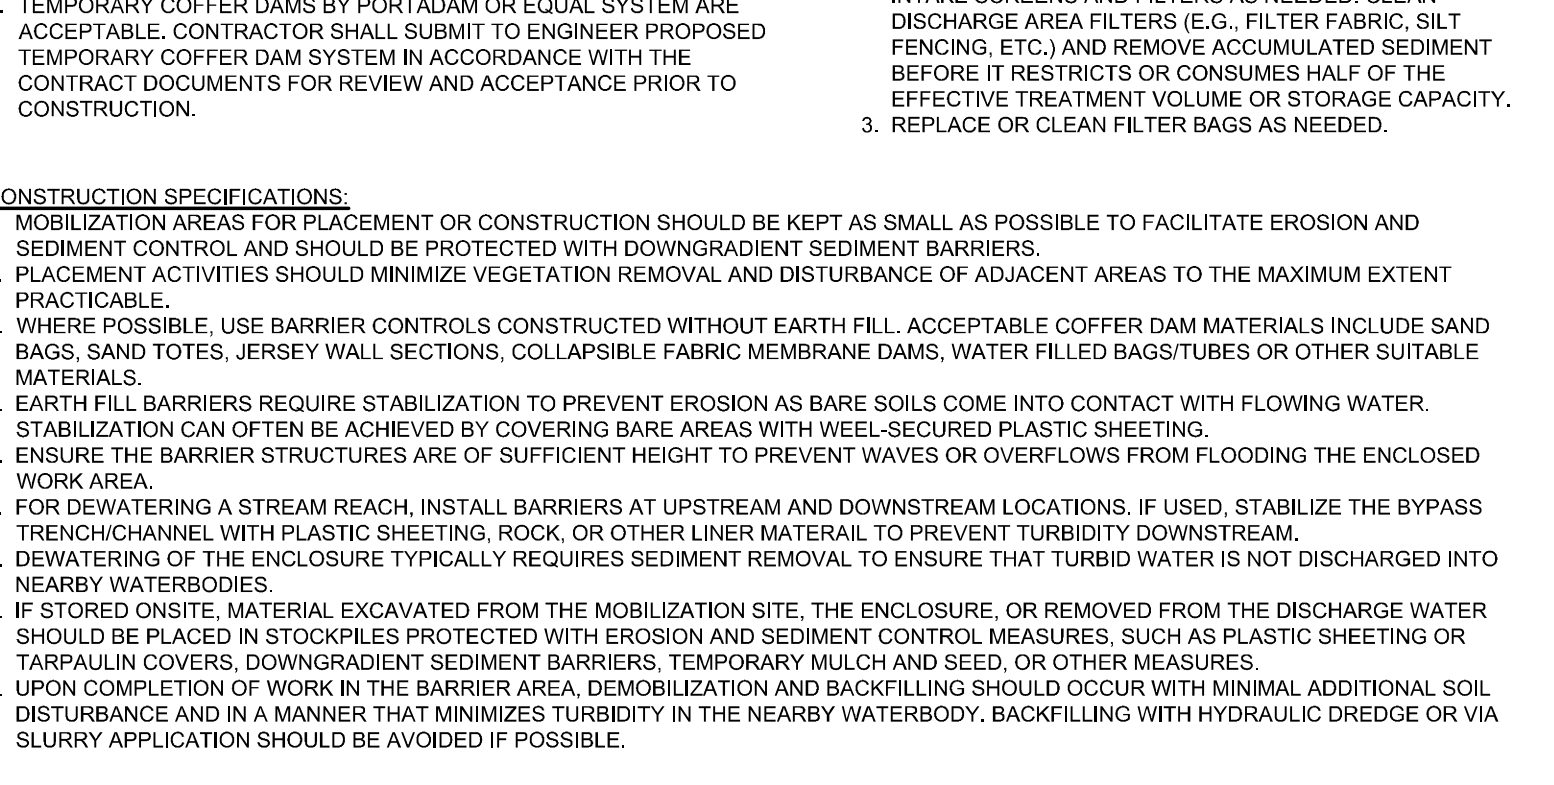 . TEMPORARY COFFER DAMS BY PORTADAM OR EQUAL SYSTEM ARE
ACCEPTABLE. CONTRACTOR SHALL SUBMIT TO ENGINEER PROPOSED
TEMPORARY COFFER DAM SYSTEM IN ACCORDANCE WITH THE
CONTRACT DOCUMENTS FOR REVIEW AND ACCEPTANCE PRIOR TO
CONSTRUCTION.
INTAKE SCREENS AND FILTERS AS NEEDED. CLEAN
DISCHARGE AREA FILTERS (E.G., FILTER FABRIC, SILT
FENCING, ETC.) AND REMOVE ACCUMULATED SEDIMENT
BEFORE IT RESTRICTS OR CONSUMES HALF OF THE
EFFECTIVE TREATMENT VOLUME OR STORAGE CAPACITY.
3. REPLACE OR CLEAN FILTER BAGS AS NEEDED.
ONSTRUCTION SPECIFICATIONS:
MOBILIZATION AREAS FOR PLACEMENT OR CONSTRUCTION SHOULD BE KEPT AS SMALL AS POSSIBLE TO FACILITATE EROSION AND
SEDIMENT CONTROL AND SHOULD BE PROTECTED WITH DOWNGRADIENT SEDIMENT BARRIERS.
. PLACEMENT ACTIVITIES SHOULD MINIMIZE VEGETATION REMOVAL AND DISTURBANCE OF ADJACENT AREAS TO THE MAXIMUM EXTENT
PRACTICABLE.
. WHERE POSSIBLE, USE BARRIER CONTROLS CONSTRUCTED WITHOUT EARTH FILL. ACCEPTABLE COFFER DAM MATERIALS INCLUDE SAND
BAGS, SAND TOTES, JERSEY WALL SECTIONS, COLLAPSIBLE FABRIC MEMBRANE DAMS, WATER FILLED BAGS/TUBES OR OTHER SUITABLE
MATERIALS.
. EARTH FILL BARRIERS REQUIRE STABILIZATION TO PREVENT EROSION AS BARE SOILS COME INTO CONTACT WITH FLOWING WATER.
STABILIZATION CAN OFTEN BE ACHIEVED BY COVERING BARE AREAS WITH WEEL-SECURED PLASTIC SHEETING.
. ENSURE THE BARRIER STRUCTURES ARE OF SUFFICIENT HEIGHT TO PREVENT WAVES OR OVERFLOWS FROM FLOODING THE ENCLOSED
WORK AREA.
. FOR DEWATERING A STREAM REACH, INSTALL BARRIERS AT UPSTREAM AND DOWNSTREAM LOCATIONS. IF USED, STABILIZE THE BYPASS
TRENCH/CHANNEL WITH PLASTIC SHEETING, ROCK, OR OTHER LINER MATERAIL TO PREVENT TURBIDITY DOWNSTREAM.
. DEWATERING OF THE ENCLOSURE TYPICALLY REQUIRES SEDIMENT REMOVAL TO ENSURE THAT TURBID WATER IS NOT DISCHARGED INTO
NEARBY WATERBODIES.
. IF STORED ONSITE, MATERIAL EXCAVATED FROM THE MOBILIZATION SITE, THE ENCLOSURE, OR REMOVED FROM THE DISCHARGE WATER
SHOULD BE PLACED IN STOCKPILES PROTECTED WITH EROSION AND SEDIMENT CONTROL MEASURES, SUCH AS PLASTIC SHEETING OR
TARPAULIN COVERS, DOWNGRADIENT SEDIMENT BARRIERS, TEMPORARY MULCH AND SEED, OR OTHER MEASURES.
. UPON COMPLETION OF WORK IN THE BARRIER AREA, DEMOBILIZATION AND BACKFILLING SHOULD OCCUR WITH MINIMAL ADDITIONAL SOIL
DISTURBANCE AND IN A MANNER THAT MINIMIZES TURBIDITY IN THE NEARBY WATERBODY. BACKFILLING WITH HYDRAULIC DREDGE OR VIA
SLURRY APPLICATION SHOULD BE AVOIDED IF POSSIBLE.